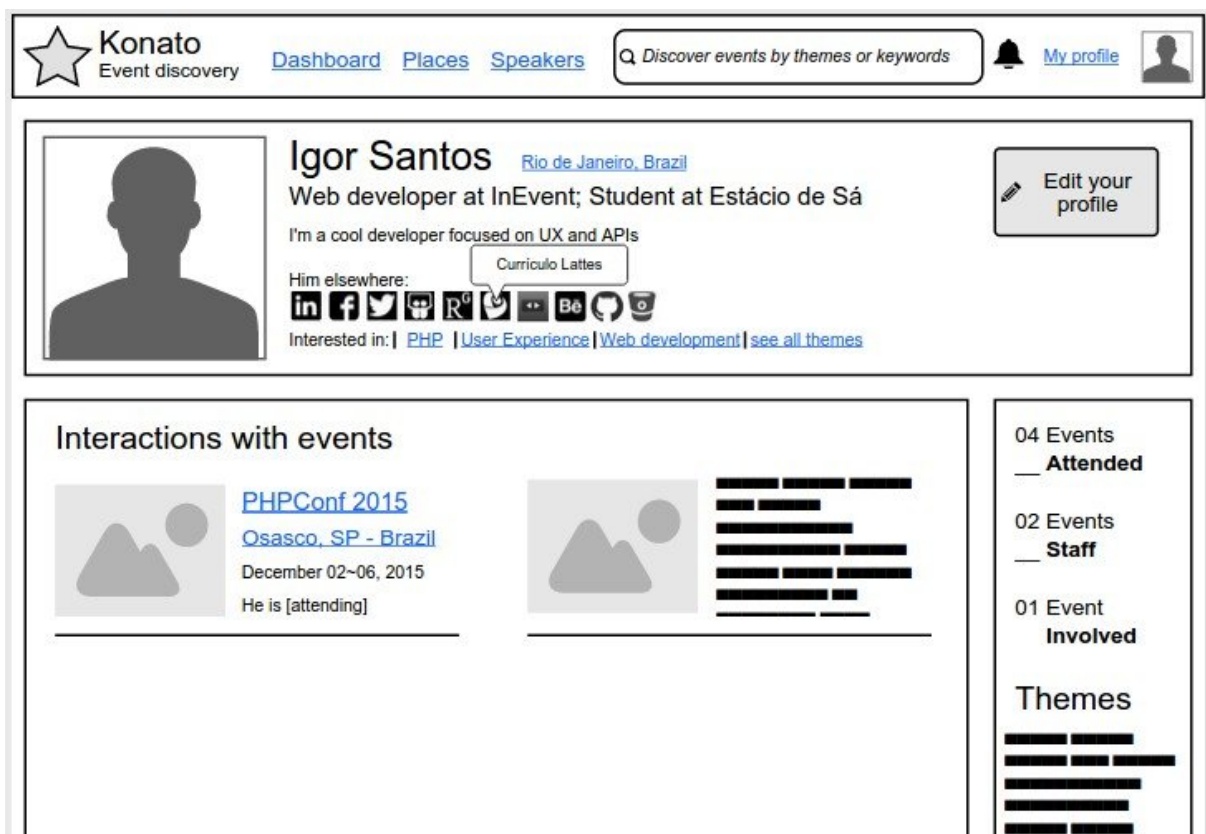 Konato
Event discovery
Dashboard Places Speakers
Discover events by themes or keywords
My profile
Igor Santos Rio de Janeiro, Brazil
Web developer at InEvent; Student at Estácio de Sá
I'm a cool developer focused on UX and APIs
Edit your
profile
Curriculo Lattes
Him elsewhere:
in f R G Bē
Interested in:| PHP |User Experience|Web development|see all themes
Interactions with events
PHPConf 2015
Osasco, SP - Brazil
December 02~06, 2015
He is [attending]
04 Events
__ Attended
02 Events
__ Staff
01 Event
Involved
Themes